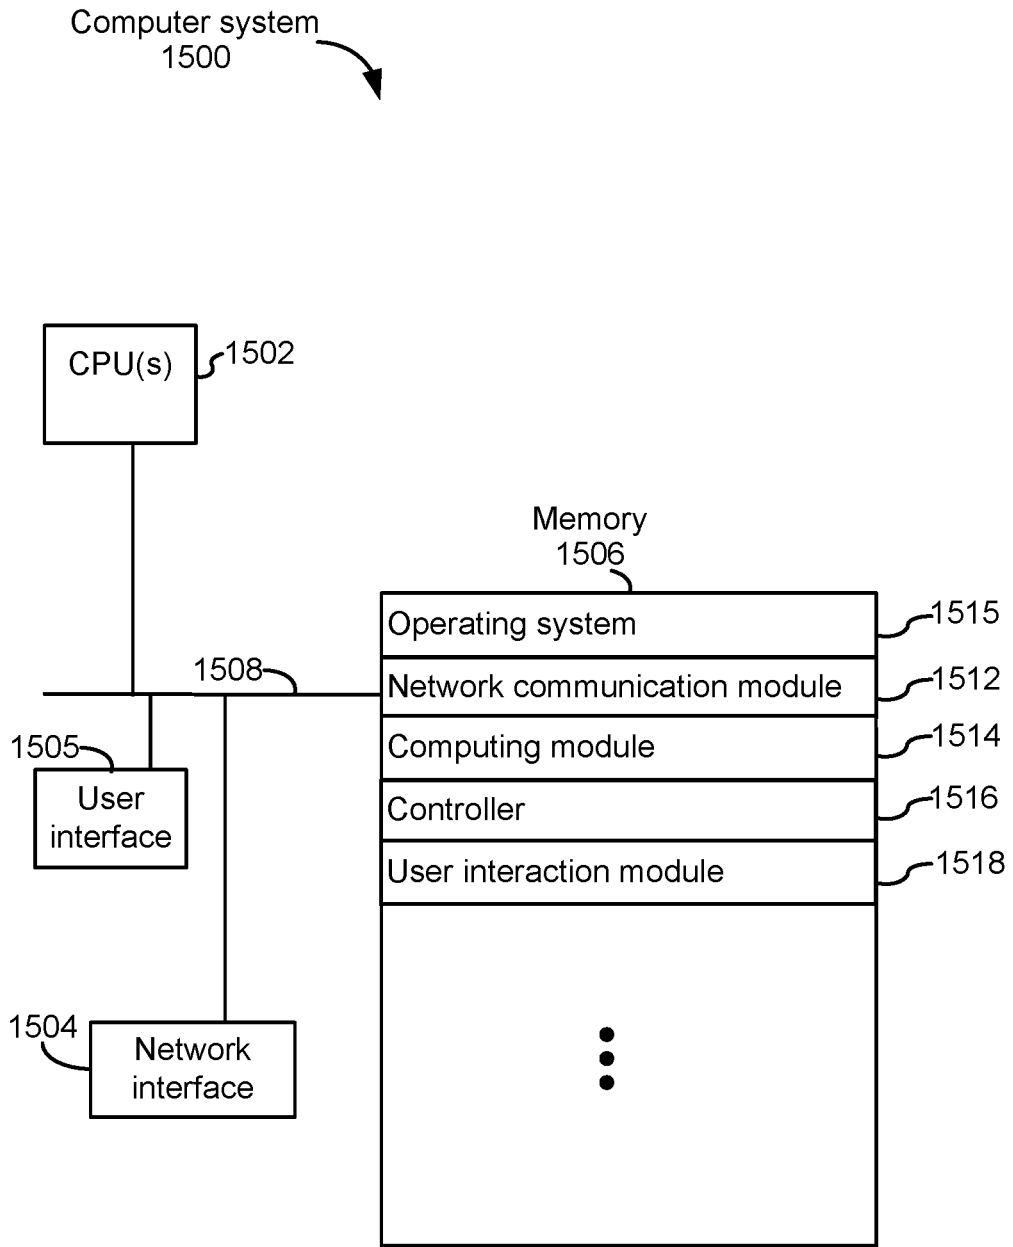 Computer system
1500
CPU(s)
1502
Memory
1506
Operating system
1515
1508
Network communication module
1512
Computing module
1514
1505
User
interface
Controller
1516
User interaction module
1518
1504
Network
interface